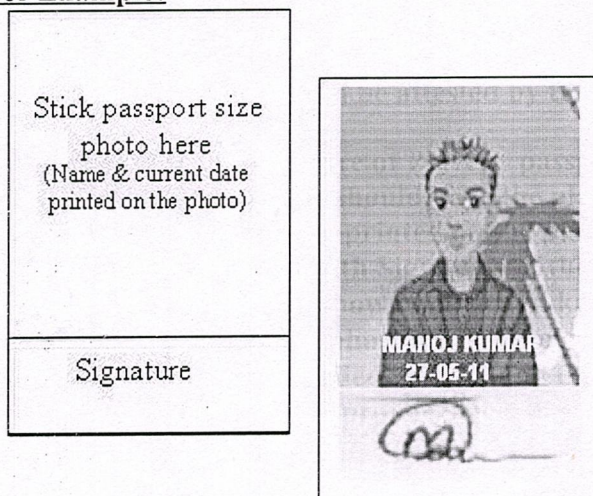 Stick passport size
photo here
(Name & current date
printed on the photo)
Signature
MANOJ KUMAR
27-05-11